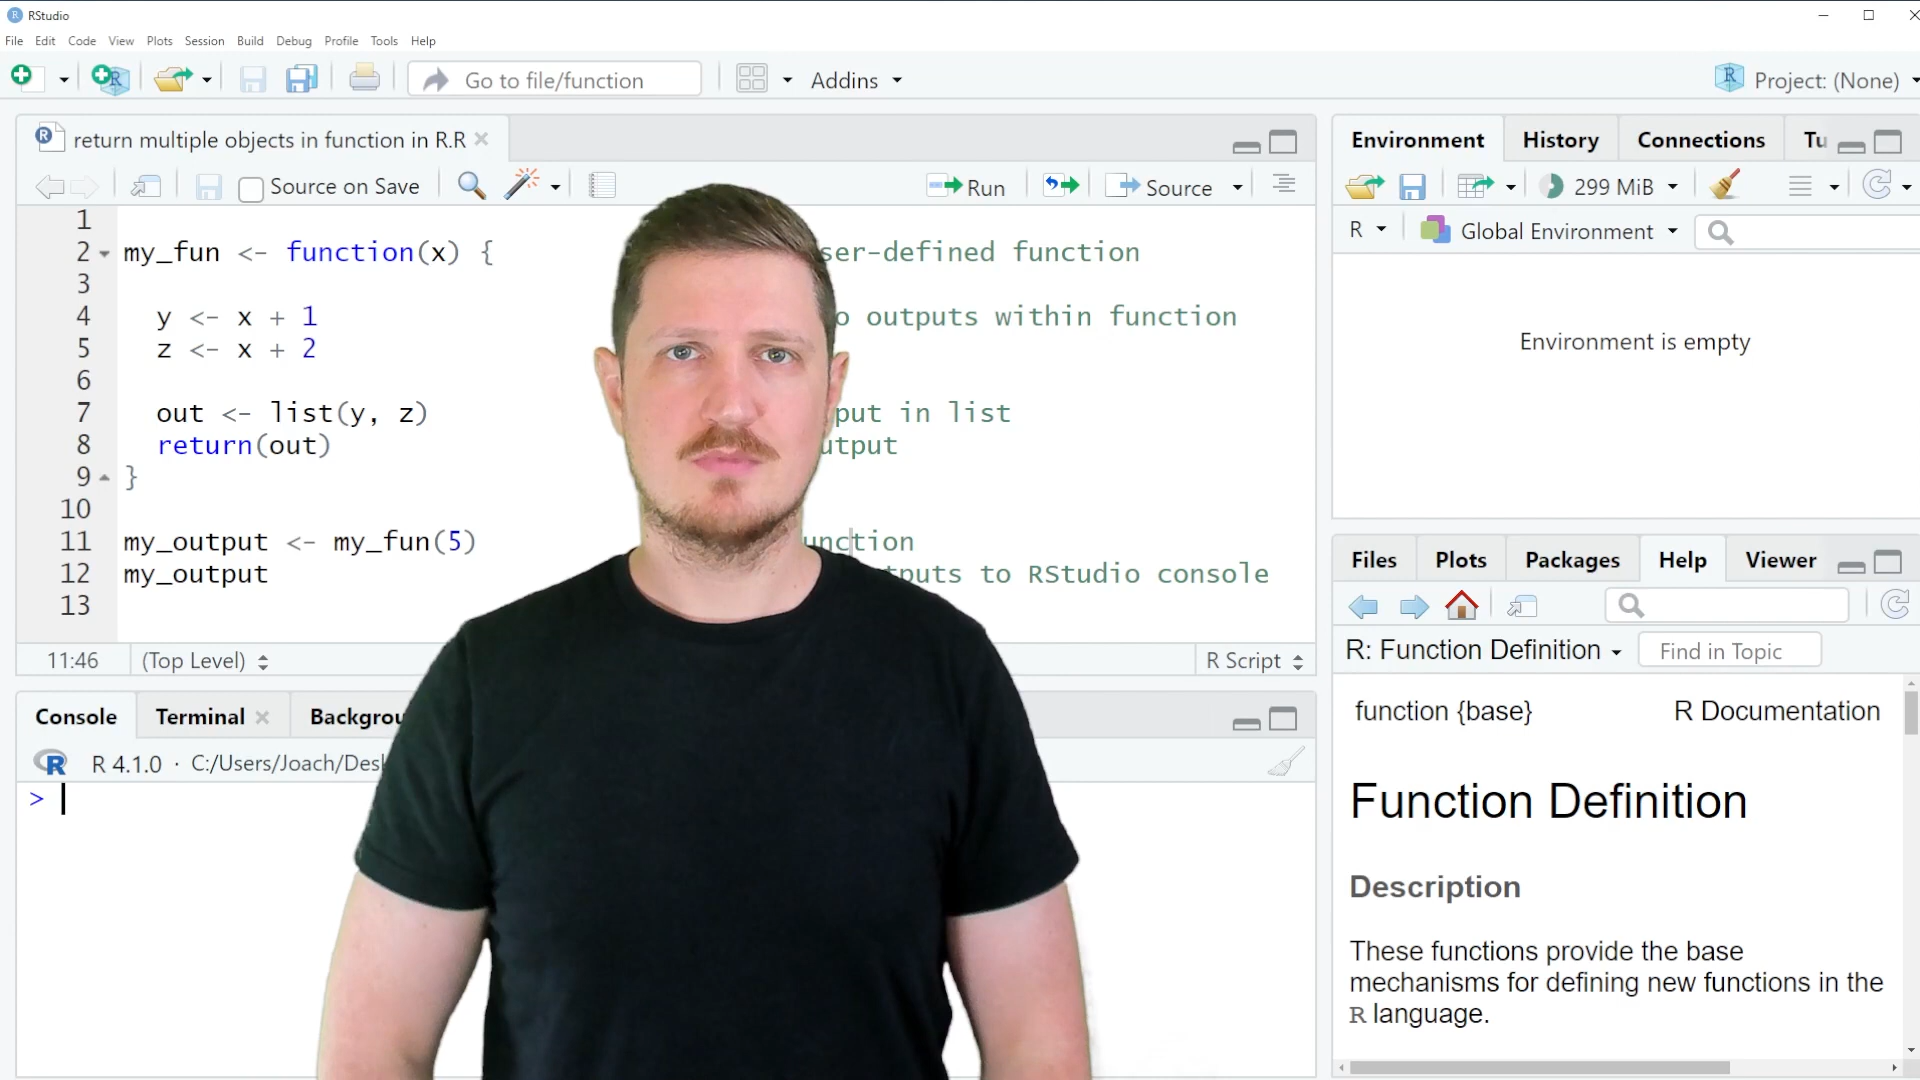 RStudio
File Edit Code View Plots Session Build Debug Profile Tools Help
Go to file/function Addins Project: (None)
return multiple objects in function in R.R
Source on Save Run Source
1
2 my_fun <- function(x) { ser-defined function
3
4 y <- x + 1 o outputs within function
5 z <- x + 2
6
7 out <- list(y, z) put in list
8 return(out) utput
9 }
10
11 my_output <- my_fun(5) unction
12 my_output tputs to RStudio console
13
11:46 (Top Level) R Script
Console Terminal Backgrou
R 4.1.0 · C:/Users/Joach/Des
>
Environment History Connections Tu
299 MiB
R Global Environment
Environment is empty
Files Plots Packages Help Viewer
R: Function Definition Find in Topic
function {base} R Documentation
Function Definition
Description
These functions provide the base
mechanisms for defining new functions in the
R language.